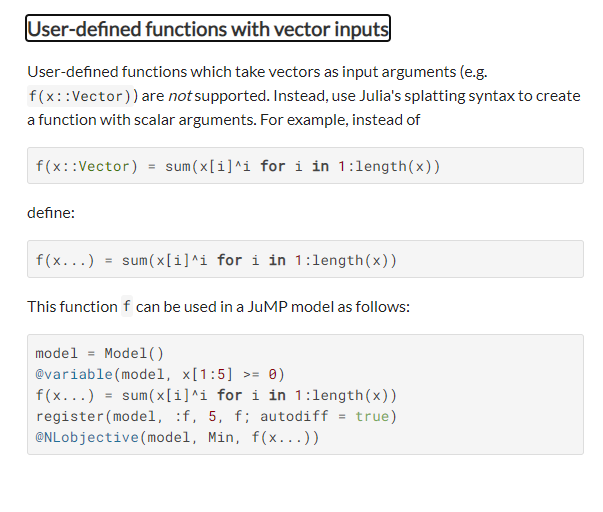 User-defined functions with vector inputs
User-defined functions which take vectors as input arguments (e.g.
f(x::Vector)) are not supported. Instead, use Julia's splatting syntax to create
a function with scalar arguments. For example, instead of
f(x::Vector) = sum(x[i]^i for i in 1:length(x))
define:
f(x...) = sum(x[i]^i for i in 1:length(x))
This function f can be used in a JuMP model as follows:
model = Model()
@variable(model, x[1:5] >= 0)
f(x...) = sum(x[i]^i for i in 1:length(x))
register(model, :f, 5, f; autodiff = true)
@NLobjective(model, Min, f(x...))